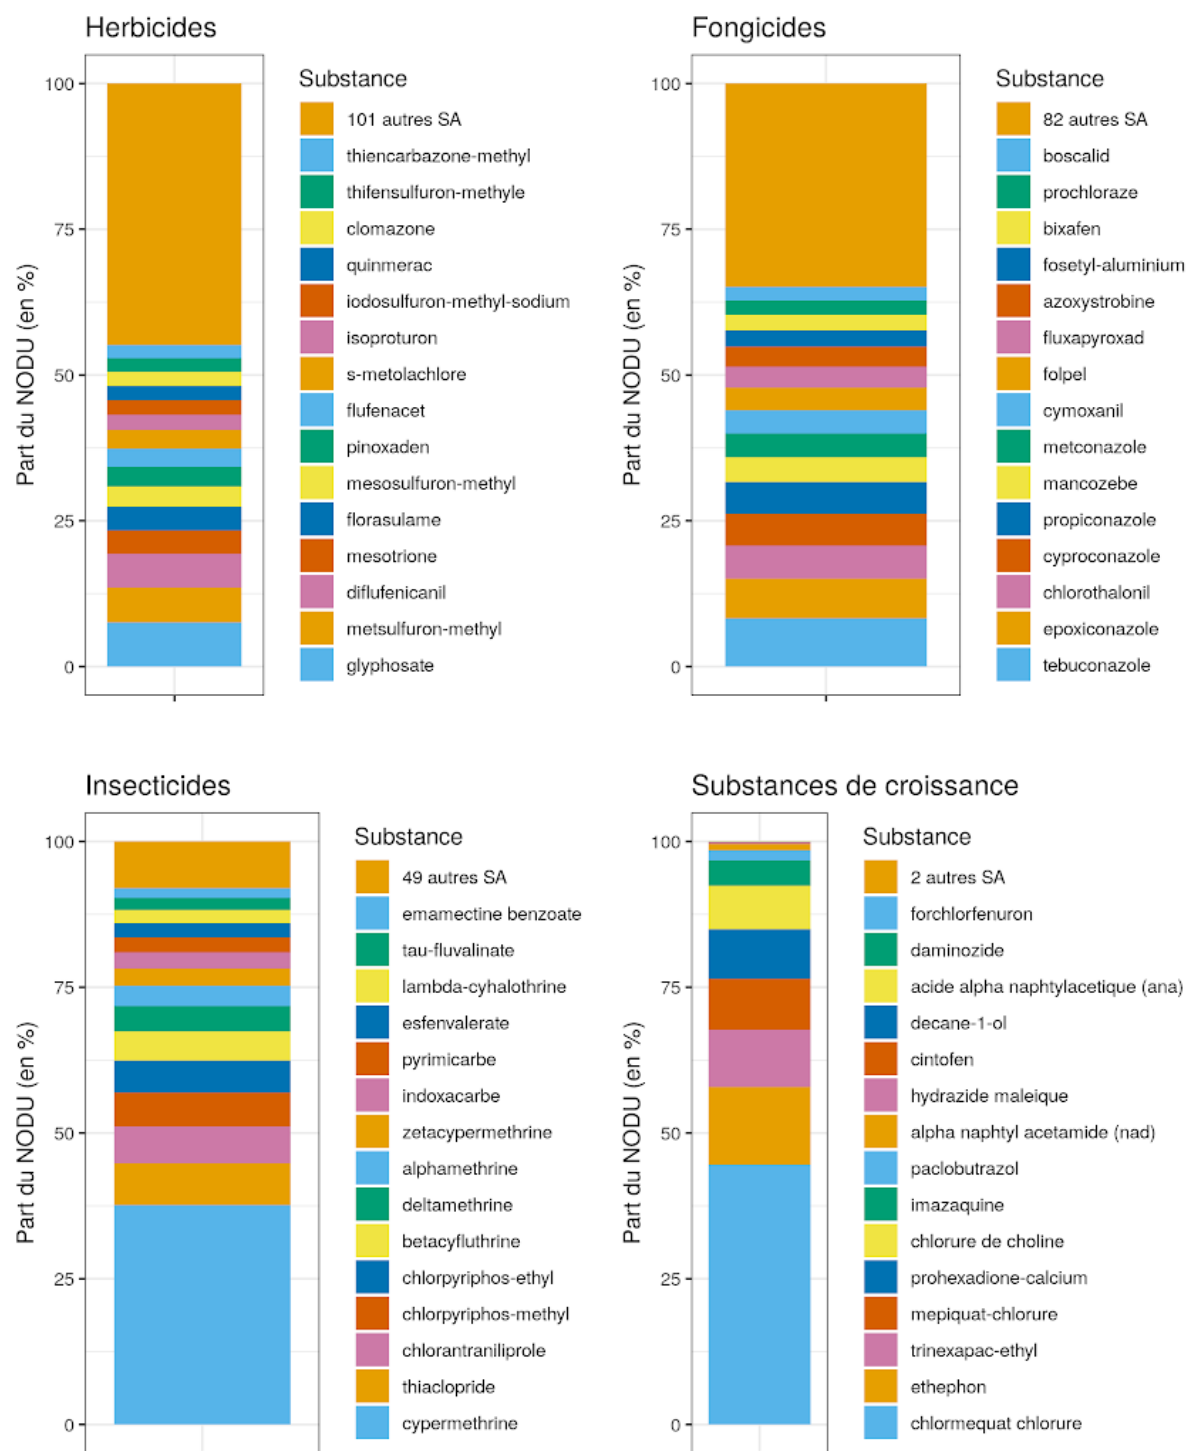 Herbicides
Part du NODU (en %)
100
75
50
25
0
Substance
101 autres SA
thiencarbazone-methyl
thifensulfuron-methyle
clomazone
quinmerac
iodosulfuron-methyl-sodium
isoproturon
s-metolachlore
flufenacet
pinoxaden
mesosulfuron-methyl
florasulame
mesotrione
diflufenicanil
metsulfuron-methyl
glyphosate
Fongicides
Part du NODU (en %)
100
75
50
25
0
Substance
82 autres SA
boscalid
prochloraze
bixafen
fosetyl-aluminium
azoxystrobine
fluxapyroxad
folpel
cymoxanil
metconazole
mancozebe
propiconazole
cyproconazole
chlorothalonil
epoxiconazole
tebuconazole
Insecticides
Part du NODU (en %)
100
75
50
25
0
Substance
49 autres SA
emamectine benzoate
tau-fluvalinate
lambda-cyhalothrine
esfenvalerate
pyrimicarbe
indoxacarbe
zetacypermethrine
alphamethrine
deltamethrine
betacyfluthrine
chlorpyriphos-ethyl
chlorpyriphos-methyl
chlorantraniliprole
thiaclopride
cypermethrine
Substances de croissance
Part du NODU (en %)
100
75
50
25
0
Substance
2 autres SA
forchlorfenuron
daminozide
acide alpha naphtylacetique (ana)
decane-1-ol
cintofen
hydrazide maleique
alpha naphtyl acetamide (nad)
paclobutrazol
imazaquine
chlorure de choline
prohexadione-calcium
mepiquat-chlorure
trinexapac-ethyl
ethephon
chlormequat chlorure